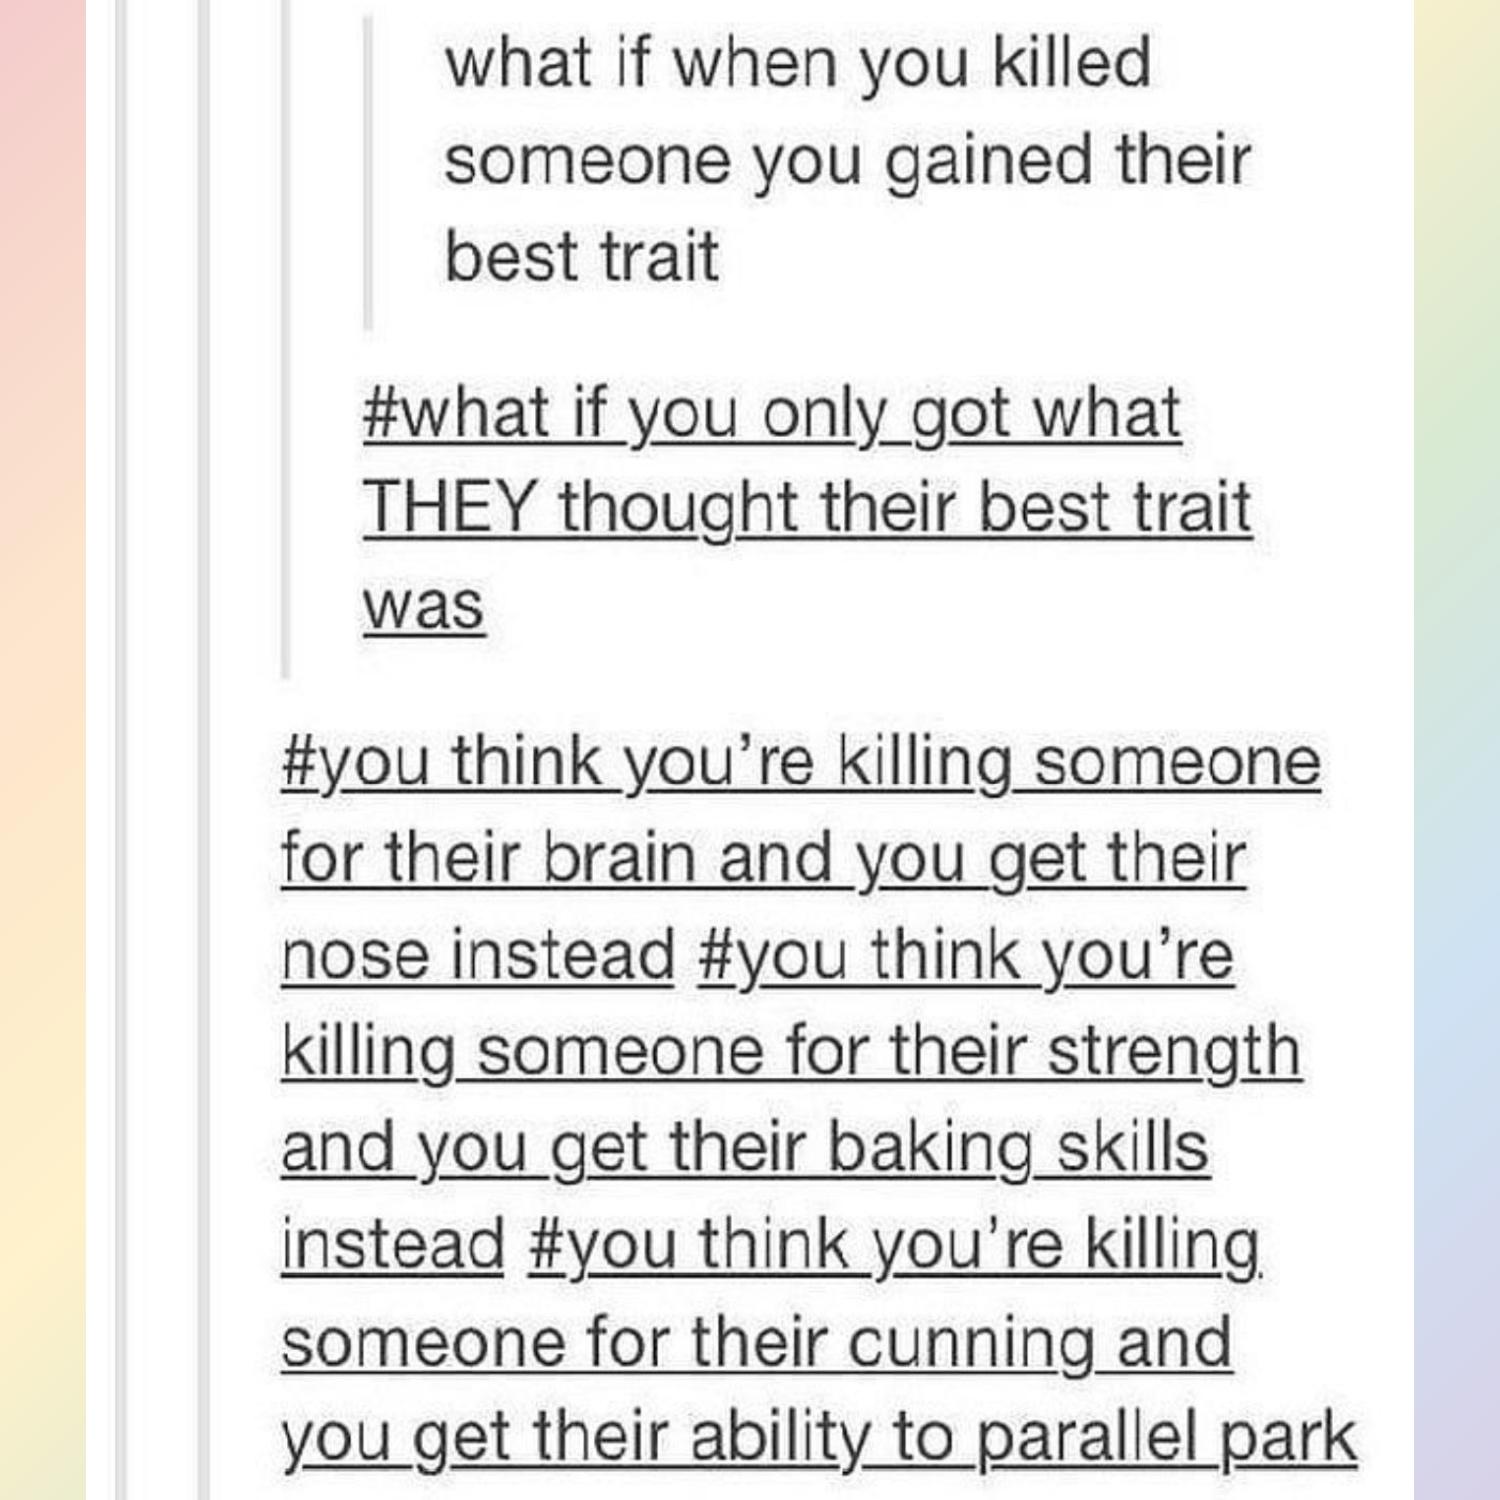 what if when you killed
someone you gained their
best trait
#what if you only got what
THEY thought their best trait
was
#you think you’re killing someone
for their brain and you get their
nose instead #you think you’re
killing someone for their strength
and you get their baking skills
instead #you think you’re killing
someone for their cunning and
you get their ability to parallel park